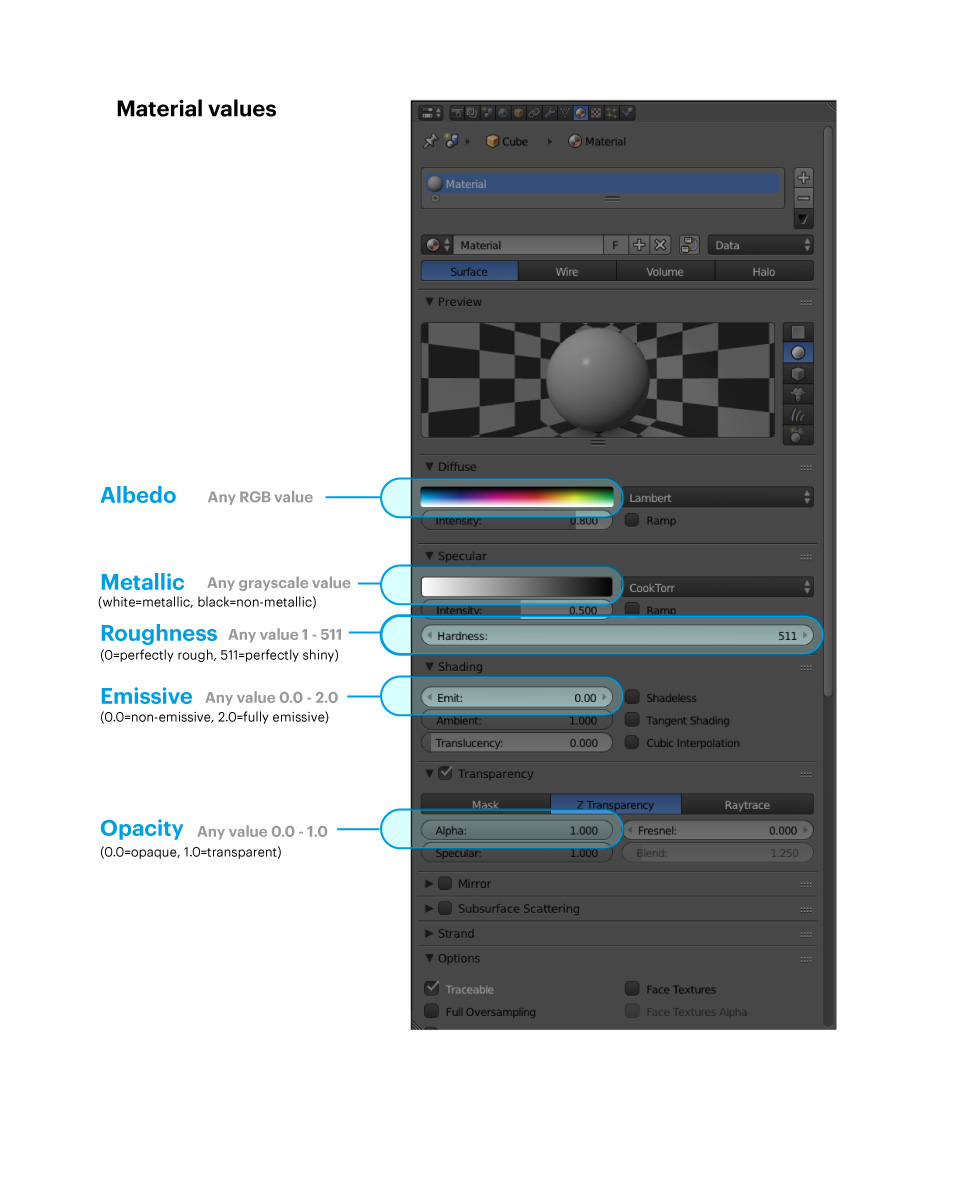 Material values
Cube
Material
Material
Material
F
Data
Surface
Wire
Volume
Halo
Preview
Diffuse
Albedo
Any RGB value
Lambert
Intensity:
0.800
Ramp
Specular
Metallic
Any grayscale value
(white=metallic, black=non-metallic)
CookTorr
Intensity:
0.500
Ramp
Roughness
Any value 1 - 511
(0=perfectly rough, 511=perfectly shiny)
Hardness:
511
Shading
Emissive
Any value 0.0 - 2.0
(0.0=non-emissive, 2.0=fully emissive)
Emit:
0.00
Shadeless
Ambient:
1.000
Tangent Shading
Translucency:
0.000
Cubic Interpolation
Transparency
Mask
Z Transparency
Raytrace
Opacity
Any value 0.0 - 1.0
(0.0=opaque, 1.0=transparent)
Alpha:
1.000
Fresnel:
0.000
Specular:
1.000
Blend:
1.250
Mirror
Subsurface Scattering
Strand
Options
Traceable
Face Textures
Full Oversampling
Face Textures Alpha